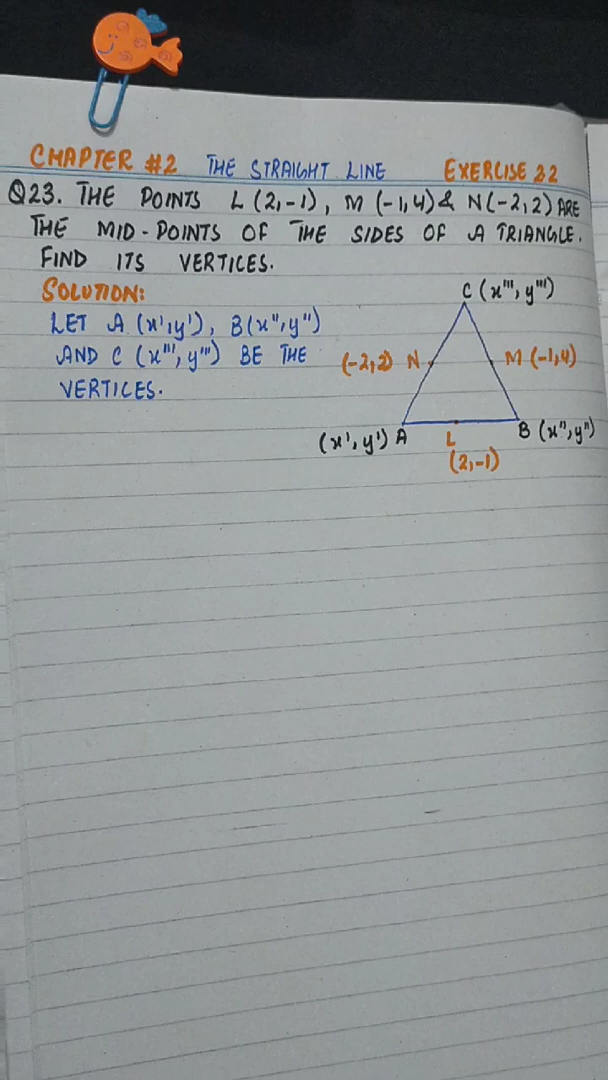 CHAPTER #2 THE STRAIGHT LINE EXERCISE 2.2
Q23. THE POINTS L (2,-1), M (-1,4) & N(-2,2) ARE
THE MID-POINTS OF THE SIDES OF A TRIANGLE.
FIND ITS VERTICES.
SOLUTION:
LET A (x',y'), B(x",y")
AND C (x"',y"') BE THE
VERTICES.
C (x"',y"')
(-2,2) N
M (-1,4)
(x',y') A
L
(2,-1)
B (x",y")